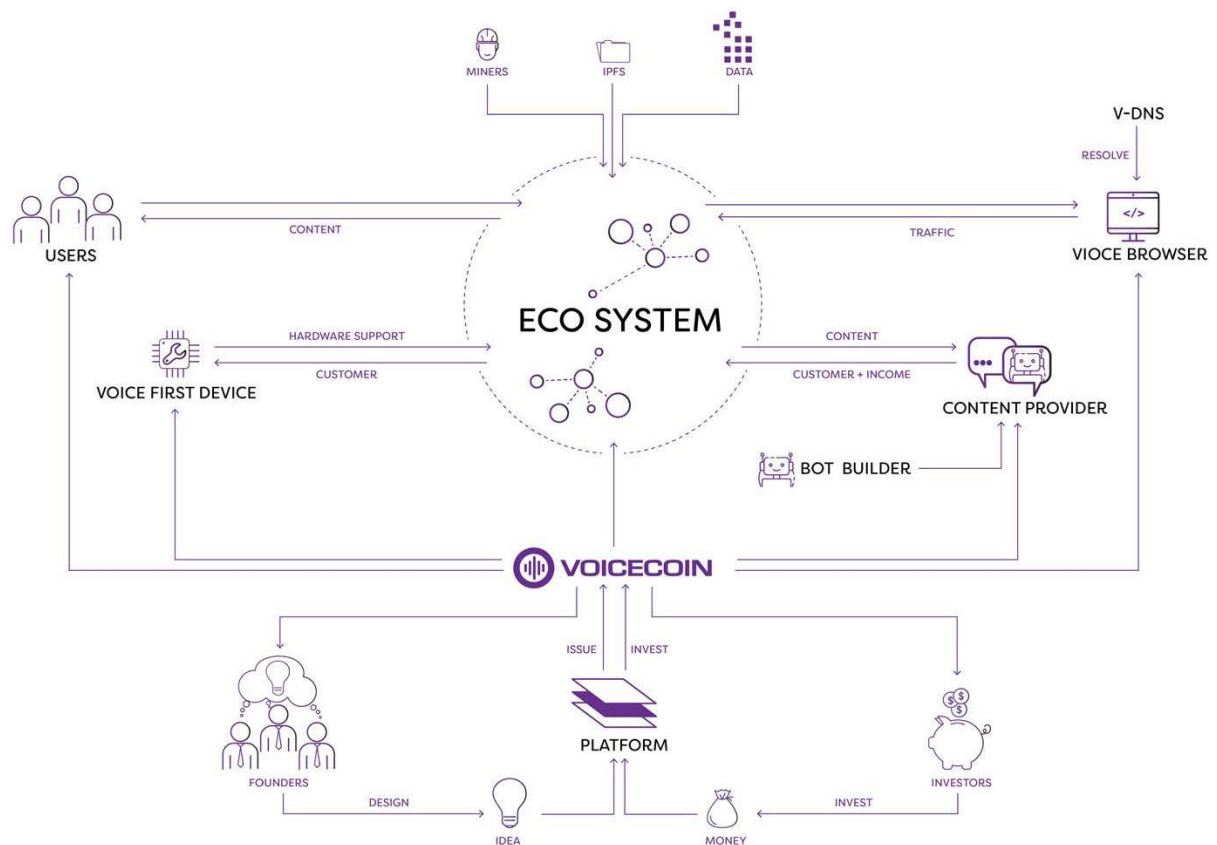 MINERS
IPFS
DATA
V-DNS
RESOLVE
</>
USERS
CONTENT
TRAFFIC
VIOCE BROWSER
ECO SYSTEM
HARDWARE SUPPORT
CUSTOMER
VOICE FIRST DEVICE
CONTENT
CUSTOMER + INCOME
CONTENT PROVIDER
BOT BUILDER
VOICECOIN
ISSUE
INVEST
$ $
$
PLATFORM
FOUNDERS
INVESTORS
DESIGN
INVEST
IDEA
MONEY